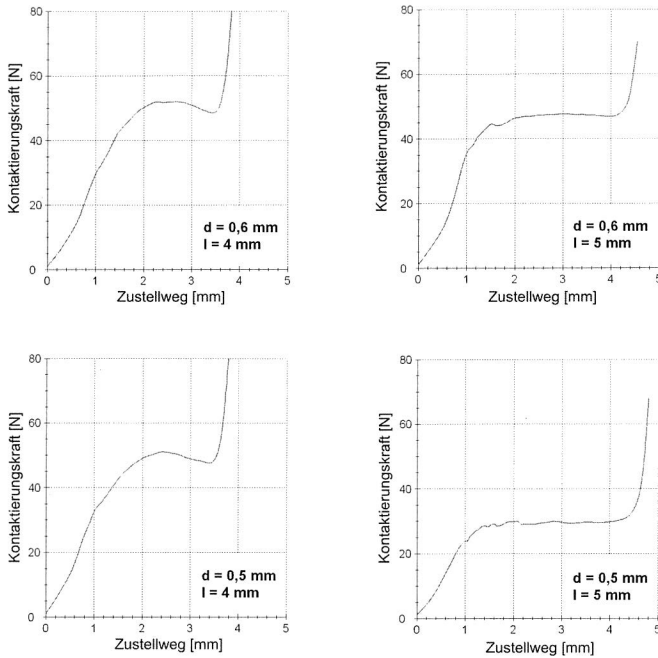 Kontaktierungskraft [N]
80
60
40
20
0
d = 0,6 mm
l = 4 mm
0 1 2 3 4 5
Zustellweg [mm]
Kontaktierungskraft [N]
80
60
40
20
0
d = 0,6 mm
l = 5 mm
0 1 2 3 4 5
Zustellweg [mm]
Kontaktierungskraft [N]
80
60
40
20
0
d = 0,5 mm
l = 4 mm
0 1 2 3 4 5
Zustellweg [mm]
Kontaktierungskraft [N]
80
60
40
20
0
d = 0,5 mm
l = 5 mm
0 1 2 3 4 5
Zustellweg [mm]